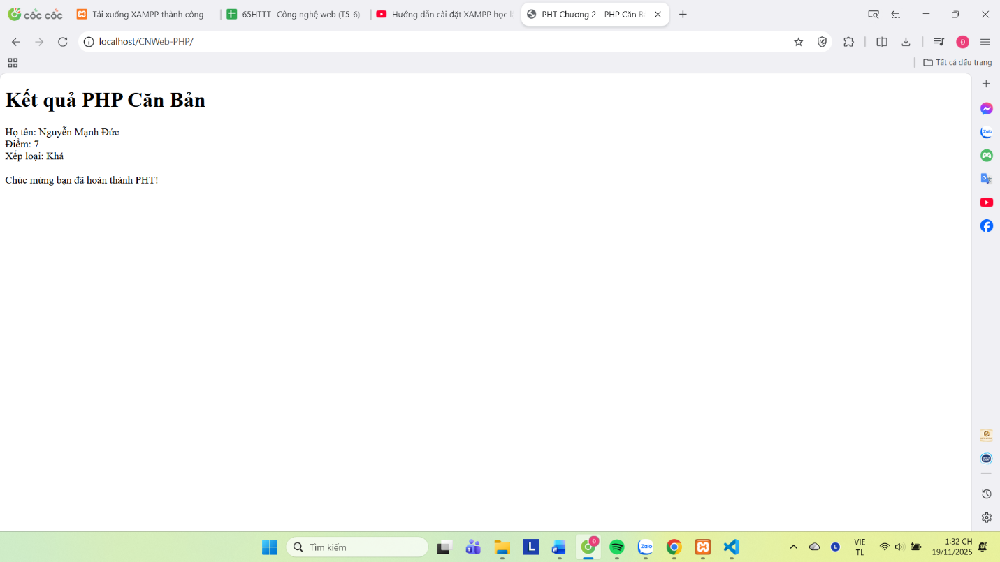 cốc cốc
Tải xuống XAMPP thành công
65HTTT- Công nghệ web (T5-6)
Hướng dẫn cài đặt XAMPP học l
PHT Chương 2 - PHP Căn B
Đ
localhost/CNWeb-PHP/
Tất cả dấu trang
Kết quả PHP Căn Bản
Họ tên: Nguyễn Mạnh Đức
Điểm: 7
Xếp loại: Khá
Chúc mừng bạn đã hoàn thành PHT!
Zalo
Tìm kiếm
L
W
Đ
Zalo
L
VIE
TL
1:32 CH
19/11/2025